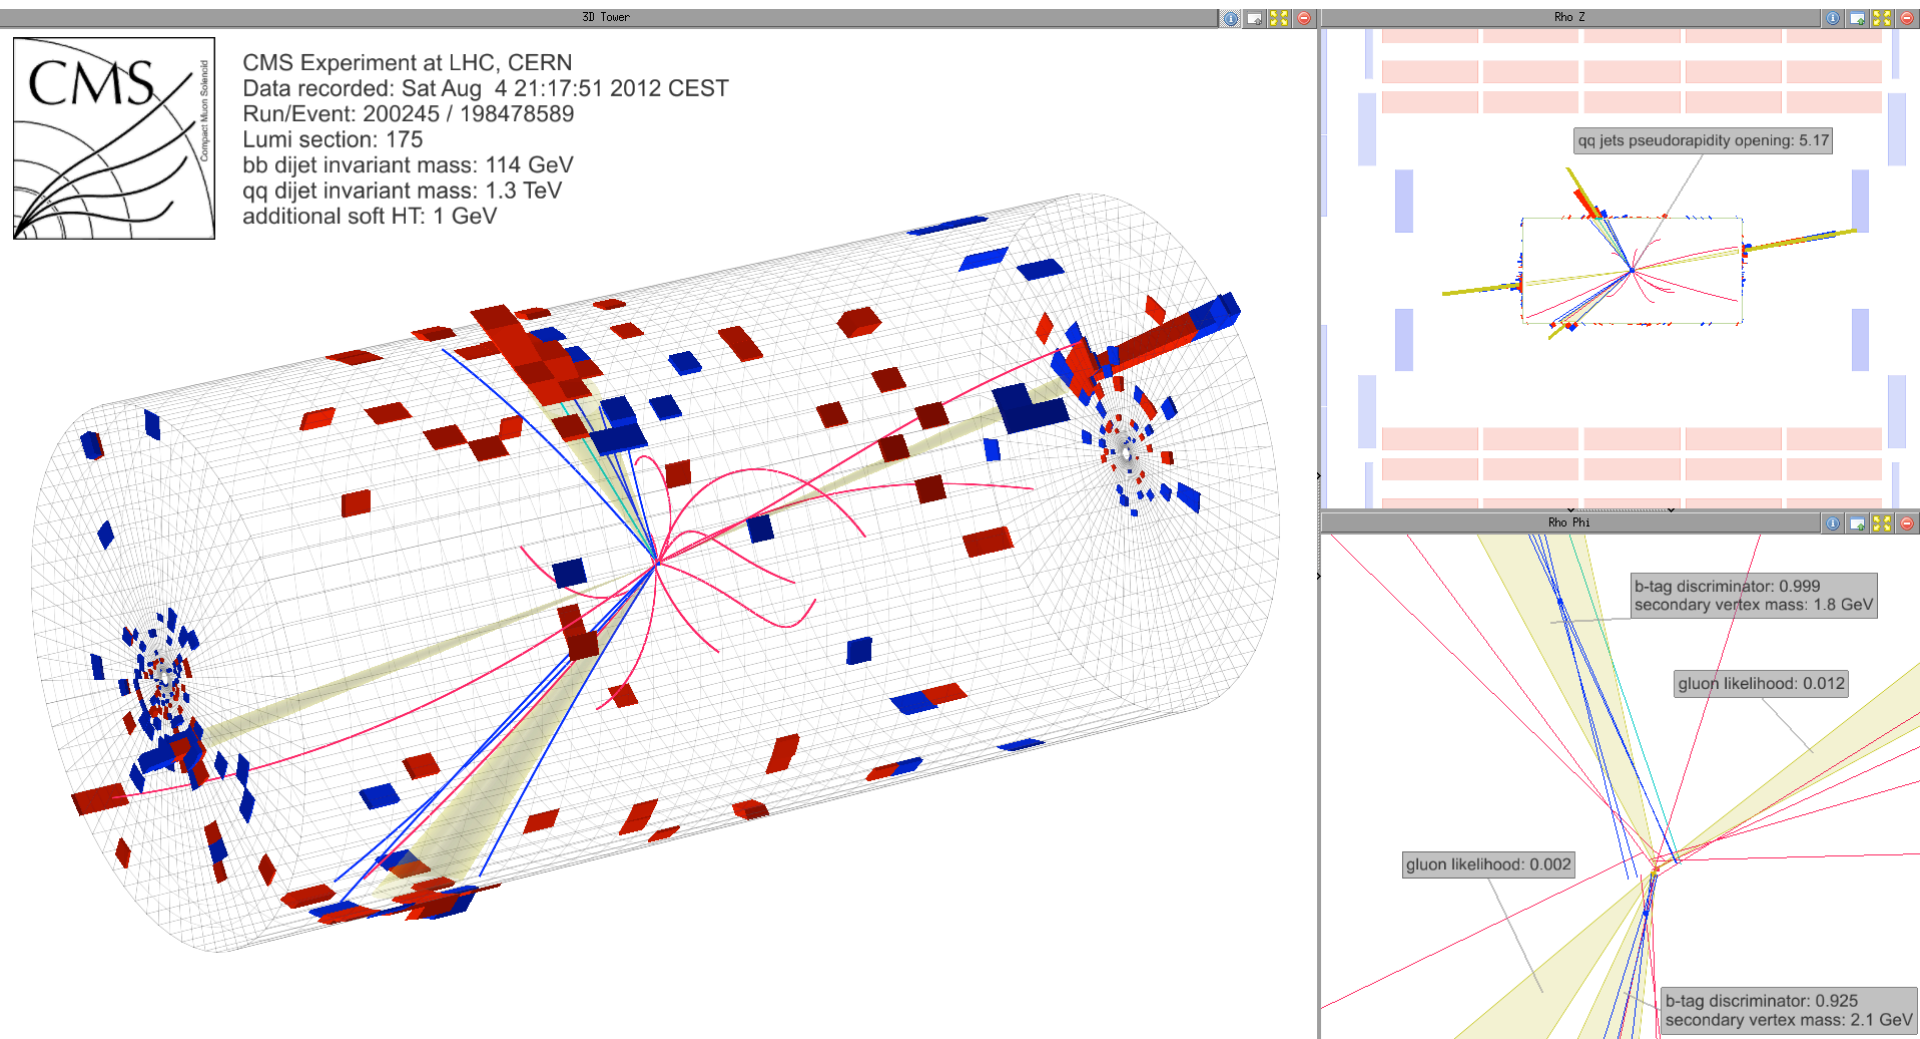 3D Tower
CMS
Compact Muon Solenoid
CMS Experiment at LHC, CERN
Data recorded: Sat Aug 4 21:17:51 2012 CEST
Run/Event: 200245 / 198478589
Lumi section: 175
bb dijet invariant mass: 114 GeV
qq dijet invariant mass: 1.3 TeV
additional soft HT: 1 GeV
Rho Z
qq jets pseudorapidity opening: 5.17
Rho Phi
b-tag discriminator: 0.999
secondary vertex mass: 1.8 GeV
gluon likelihood: 0.012
gluon likelihood: 0.002
b-tag discriminator: 0.925
secondary vertex mass: 2.1 GeV